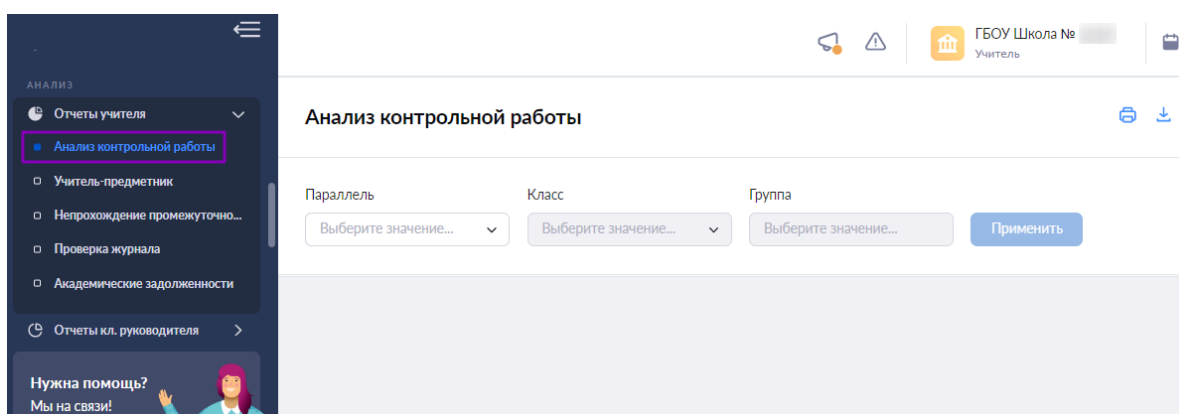 ГБОУ Школа №
Учитель
АНАЛИЗ
Отчеты учителя
Анализ контрольной работы
Учитель-предметник
Непрохождение промежуточно...
Проверка журнала
Академические задолженности
Отчеты кл. руководителя
Нужна помощь?
Мы на связи!
Анализ контрольной работы
Параллель
Класс
Группа
Выберите значение...
Выберите значение...
Выберите значение...
Применить